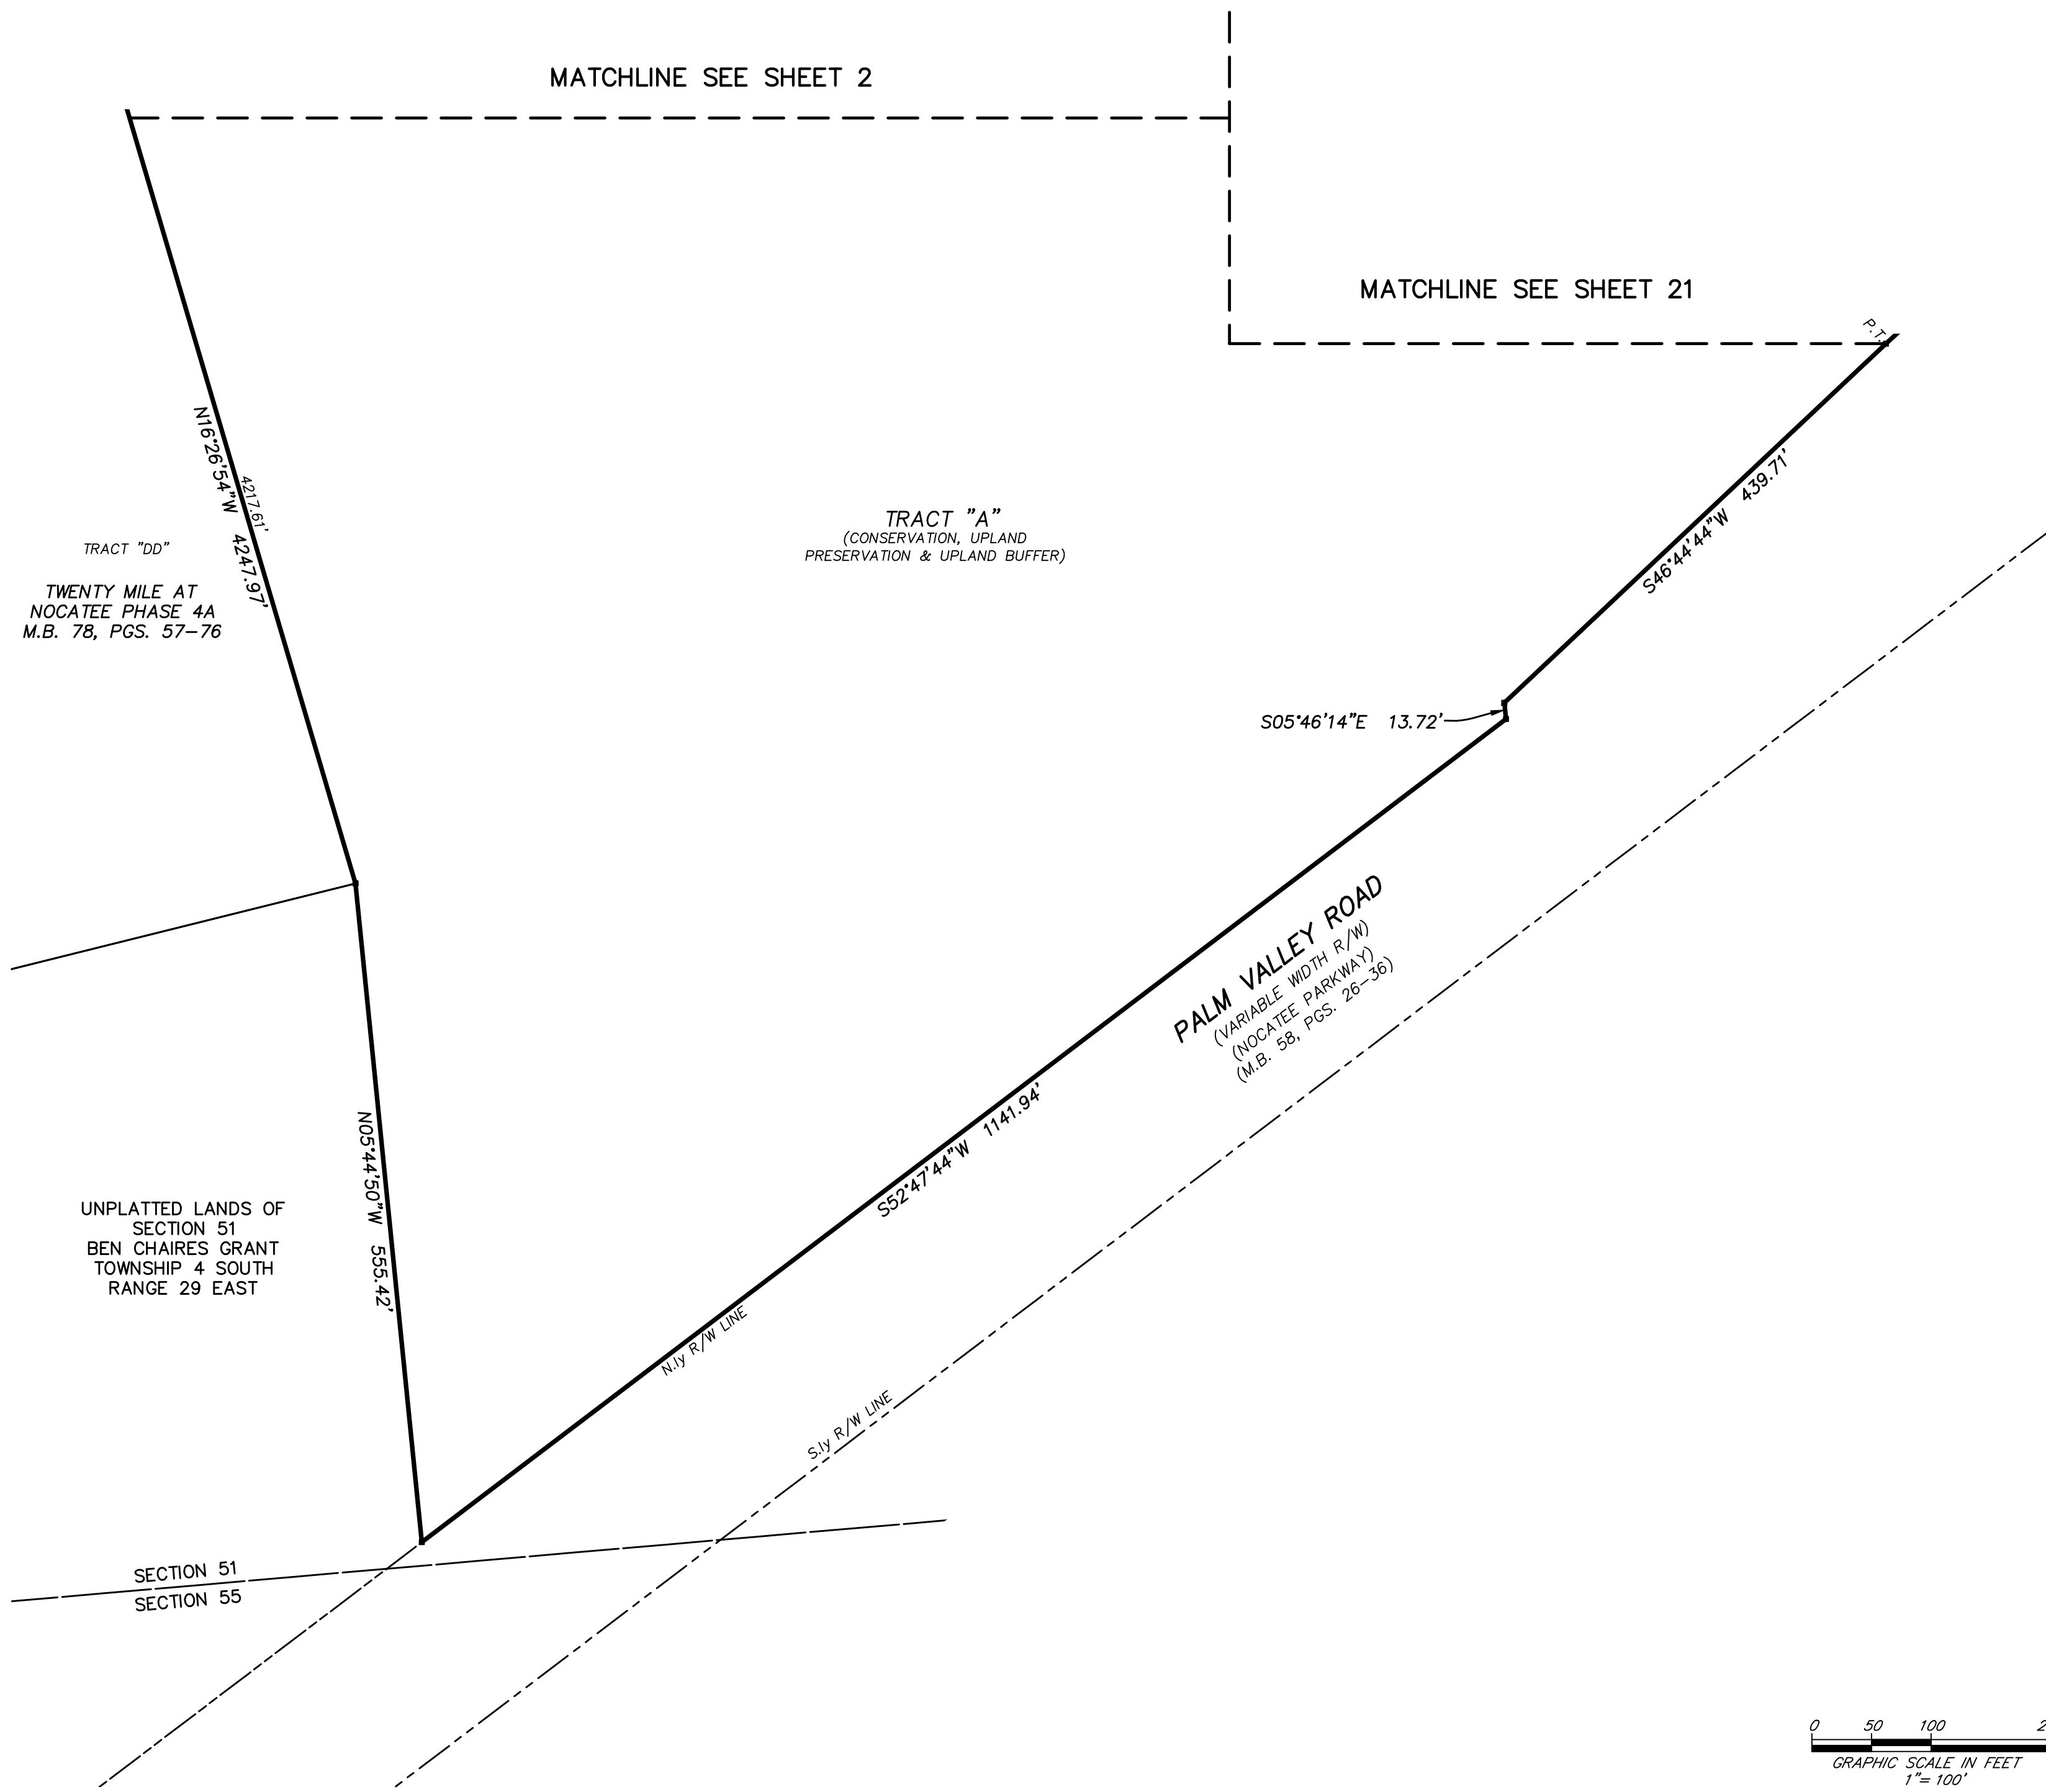 MATCHLINE SEE SHEET 2
MATCHLINE SEE SHEET 21
P.T.
N16°26'54"W 4247.97'
4217.61'
TRACT "DD"
TWENTY MILE AT
NOCATEE PHASE 4A
M.B. 78, PGS. 57-76
TRACT "A"
(CONSERVATION, UPLAND
PRESERVATION & UPLAND BUFFER)
S46°44'44"W 439.71'
S05°46'14"E 13.72'
PALM VALLEY ROAD
(VARIABLE WIDTH R/W)
(NOCATEE PARKWAY)
(M.B. 58, PGS. 26-36)
S52°47'44"W 1141.94'
N05°44'50"W 555.42'
UNPLATTED LANDS OF
SECTION 51
BEN CHAIRES GRANT
TOWNSHIP 4 SOUTH
RANGE 29 EAST
N.ly R/W LINE
S.ly R/W LINE
SECTION 51
SECTION 55
0 50 100 2
GRAPHIC SCALE IN FEET
1"= 100'